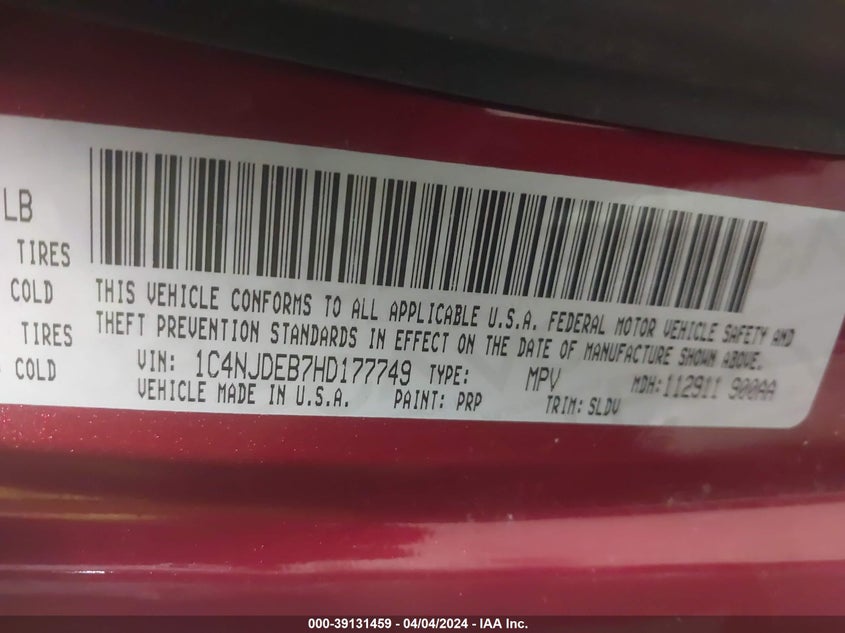 LB
TIRES
COLD
TIRES
COLD
THIS VEHICLE CONFORMS TO ALL APPLICABLE U.S.A. FEDERAL MOTOR VEHICLE SAFETY AND
THEFT PREVENTION STANDARDS IN EFFECT ON THE DATE OF MANUFACTURE SHOWN ABOVE.
VIN: 1C4NJDEB7HD177749 TYPE: MPV MDH: 112911 900AA
VEHICLE MADE IN U.S.A. PAINT: PRP TRIM: SLDV
000-39131459 - 04/04/2024 - IAA Inc.